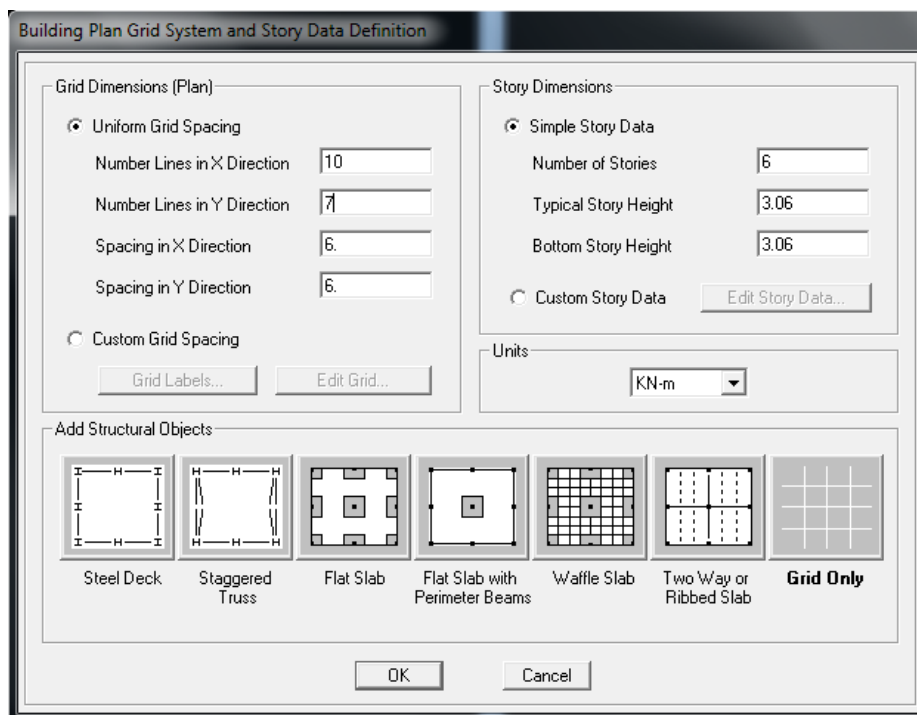 Building Plan Grid System and Story Data Definition
Grid Dimensions (Plan)
Uniform Grid Spacing
Number Lines in X Direction 10
Number Lines in Y Direction 7
Spacing in X Direction 6.
Spacing in Y Direction 6.
Custom Grid Spacing
Grid Labels... Edit Grid...
Story Dimensions
Simple Story Data
Number of Stories 6
Typical Story Height 3.06
Bottom Story Height 3.06
Custom Story Data Edit Story Data...
Units
KN-m
Add Structural Objects
Steel Deck
Staggered
Truss
Flat Slab
Flat Slab with
Perimeter Beams
Waffle Slab
Two Way or
Ribbed Slab
Grid Only
OK Cancel